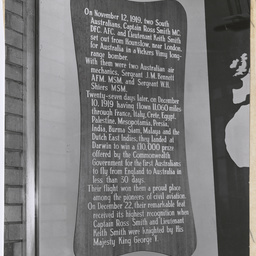 On November 12, 1919, two South
Australians, Captain Ross Smith MC.
DFC. AFC. and Lieutenant Keith Smith
set out from Hounslow, near London,
for Australia in a Vickers Vimy long-
range bomber.
With them were two Australian air
mechanics, Sergeant J.M. Bennett
AFM. MSM. and Sergeant W.H.
Shiers MSM.
Twenty-seven days later, on December
10, 1919 having flown 11,060 miles
through France, Italy, Crete, Egypt,
Palestine, Mesopotamia, Persia,
India, Burma Siam, Malaya and the
Dutch East Indies, they landed at
Darwin to win a £10,000 prize
offered by the Commonwealth
Government for the first Australians
to fly from England to Australia in
less than 30 days.
Their flight won them a proud place
among the pioneers of civil aviation.
On December 22, their remarkable feat
received its highest recognition when
Captain Ross Smith and Lieutenant
Keith Smith were knighted by His
Majesty King George V.